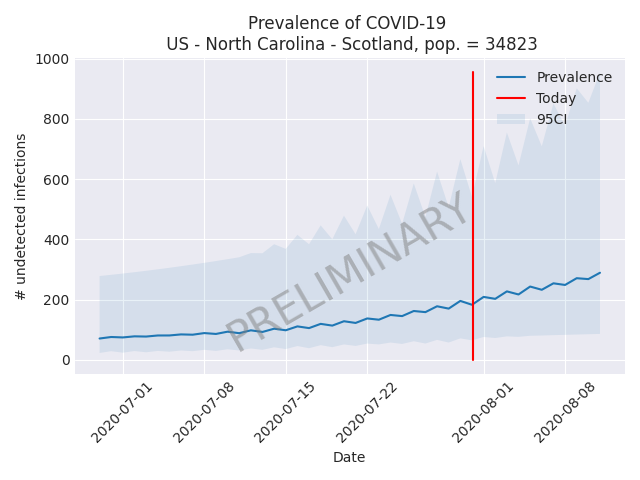 Prevalence of COVID-19
US - North Carolina - Scotland, pop. = 34823
# undetected infections
1000
800
600
400
200
0
Prevalence
Today
95CI
PRELIMINARY
2020-07-01
2020-07-08
2020-07-15
2020-07-22
2020-08-01
2020-08-08
Date